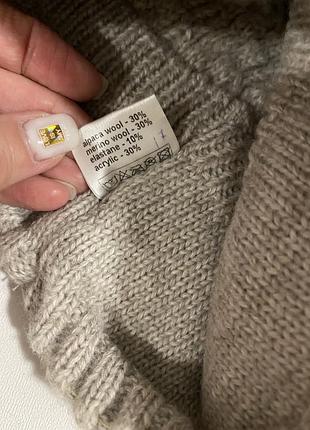 alpaca wool - 30%
merino wool - 30%
elastane - 10%
acrylic - 30%